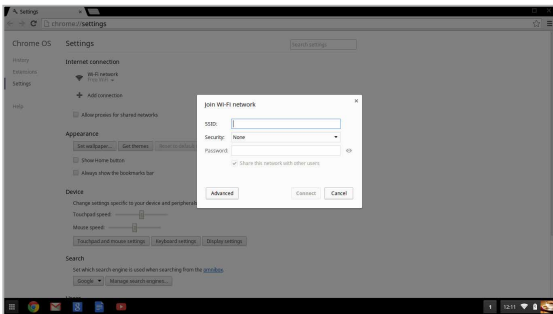 Settings
chrome://settings
Chrome OS
Settings
Search settings
History
Extensions
Settings
Help
Internet connection
Wi-Fi network
Add connection
Allow proxies for shared networks
Appearance
Set wallpaper...
Get themes
Reset to default
Show Home button
Always show the bookmarks bar
Device
Change settings specific to your device and peripherals
Touchpad speed:
Mouse speed:
Touchpad and mouse settings
Keyboard settings
Display settings
Search
Set which search engine is used when searching from the omnibox.
Google
Manage search engines...
Join Wi-Fi network
SSID:
Security: None
Password:
Share this network with other users
Advanced
Connect
Cancel
1
12:11